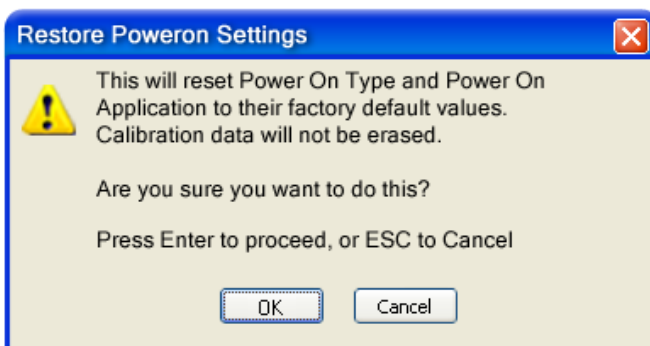 Restore Poweron Settings
This will reset Power On Type and Power On
Application to their factory default values.
Calibration data will not be erased.
Are you sure you want to do this?
Press Enter to proceed, or ESC to Cancel
OK
Cancel